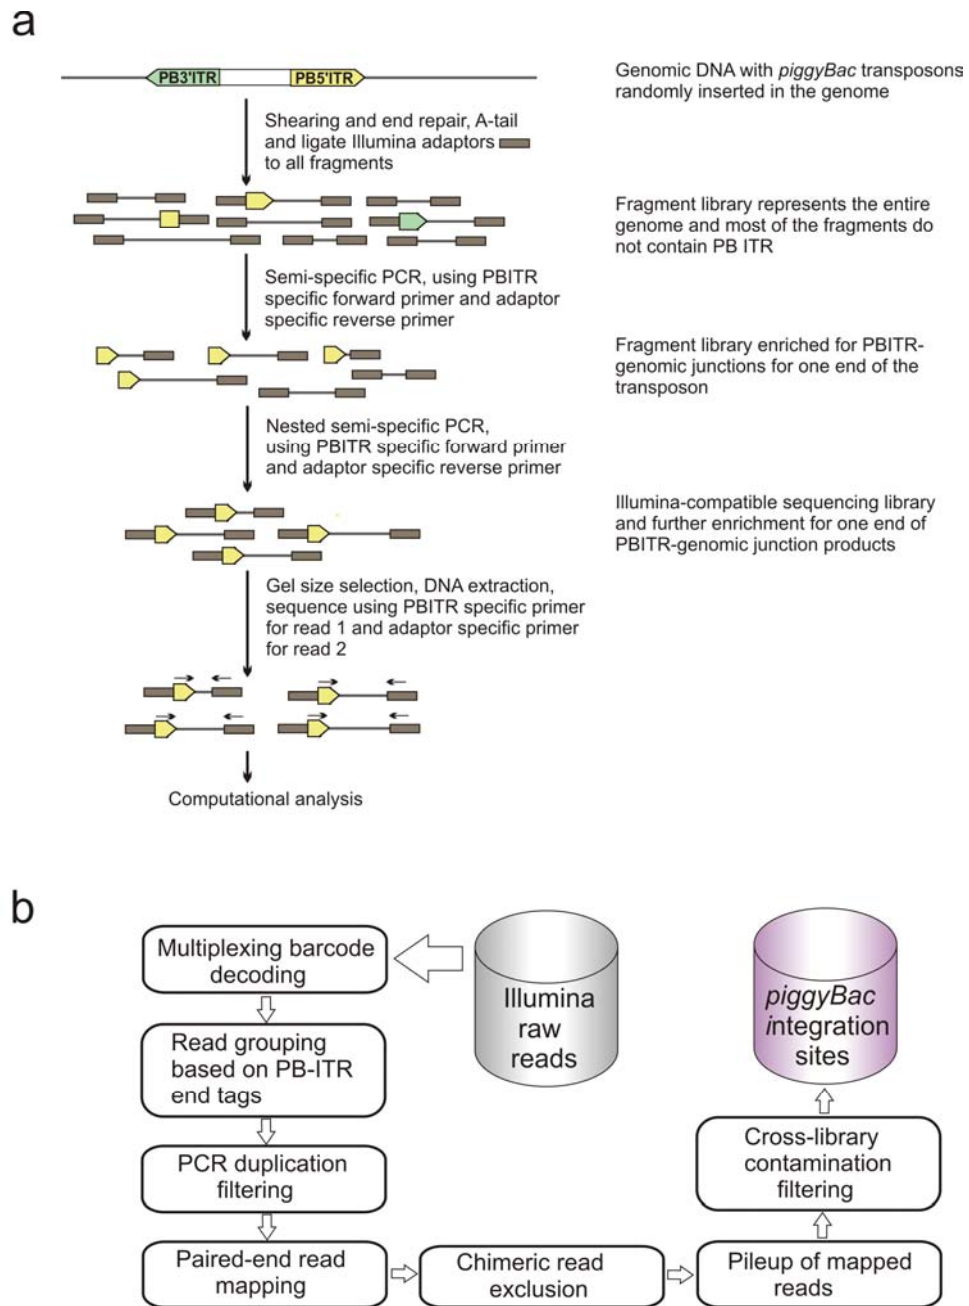 a
PB3'ITR
PB5'ITR
Genomic DNA with piggyBac transposons
randomly inserted in the genome
Shearing and end repair, A-tail
and ligate Illumina adaptors
to all fragments
Fragment library represents the entire
genome and most of the fragments do
not contain PB ITR
Semi-specific PCR, using PBITR
specific forward primer and adaptor
specific reverse primer
Fragment library enriched for PBITR-
genomic junctions for one end of the
transposon
Nested semi-specific PCR,
using PBITR specific forward primer
and adaptor specific reverse primer
Illumina-compatible sequencing library
and further enrichment for one end of
PBITR-genomic junction products
Gel size selection, DNA extraction,
sequence using PBITR specific primer
for read 1 and adaptor specific primer
for read 2
Computational analysis
b
Multiplexing barcode
decoding
Illumina
raw
reads
piggyBac
integration
sites
Read grouping
based on PB-ITR
end tags
PCR duplication
filtering
Cross-library
contamination
filtering
Paired-end read
mapping
Chimeric read
exclusion
Pileup of mapped
reads